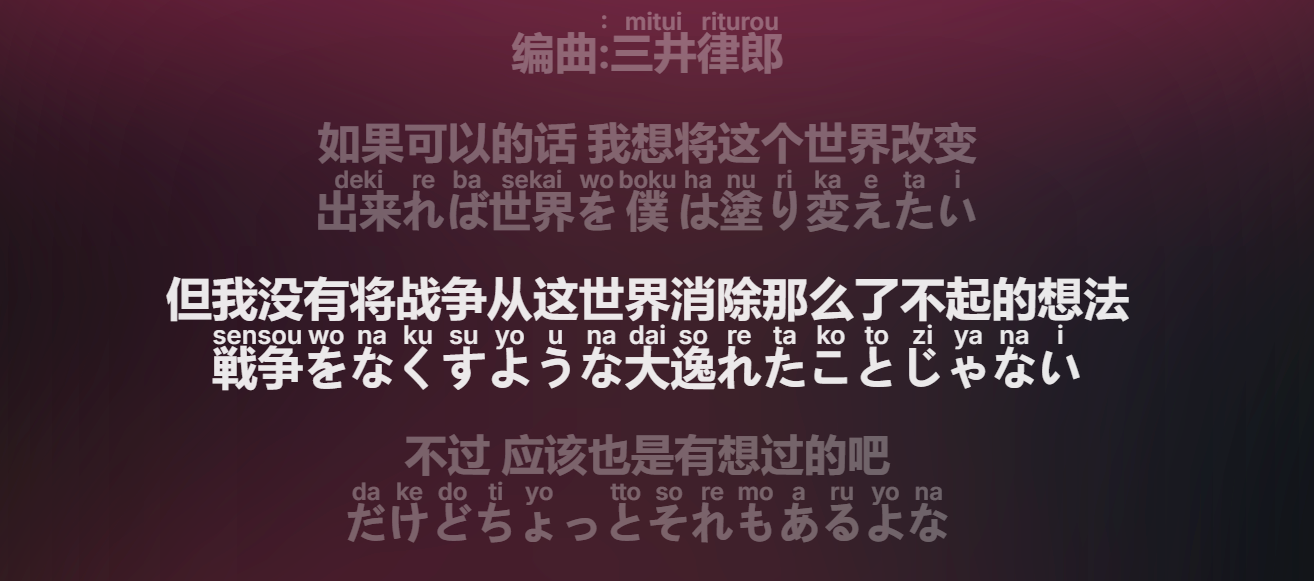 ： mitui riturou
编曲:三井律郎
如果可以的话 我想将这个世界改变
deki re ba sekai wo boku ha nu ri ka e ta i
出来れば世界を 僕 は塗り変えたい
但我没有将战争从这世界消除那么了不起的想法
sensou wo na ku su yo u na dai so re ta ko to zi ya na i
戦争をなくすような大逸れたことじゃない
不过 应该也是有想过的吧
da ke do ti yo tto so re mo a ru yo na
だけどちょっとそれもあるよな